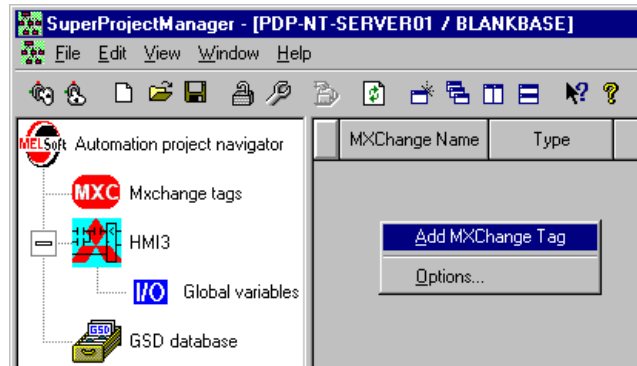 SuperProjectManager - [PDP-NT-SERVER01 / BLANKBASE]
File Edit View Window Help
MELSoft Automation project navigator
MXChange Name Type
MXC Mxchange tags
Add MXChange Tag
HMI3
Options...
I/O Global variables
GSD GSD database